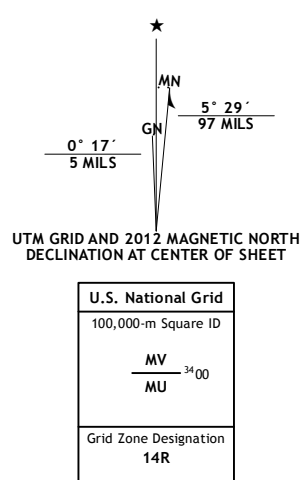 ★
MN
5° 29´
97 MILS
GN
0° 17´
5 MILS
UTM GRID AND 2012 MAGNETIC NORTH
DECLINATION AT CENTER OF SHEET
U.S. National Grid
100,000-m Square ID
MV
3400
MU
Grid Zone Designation
14R